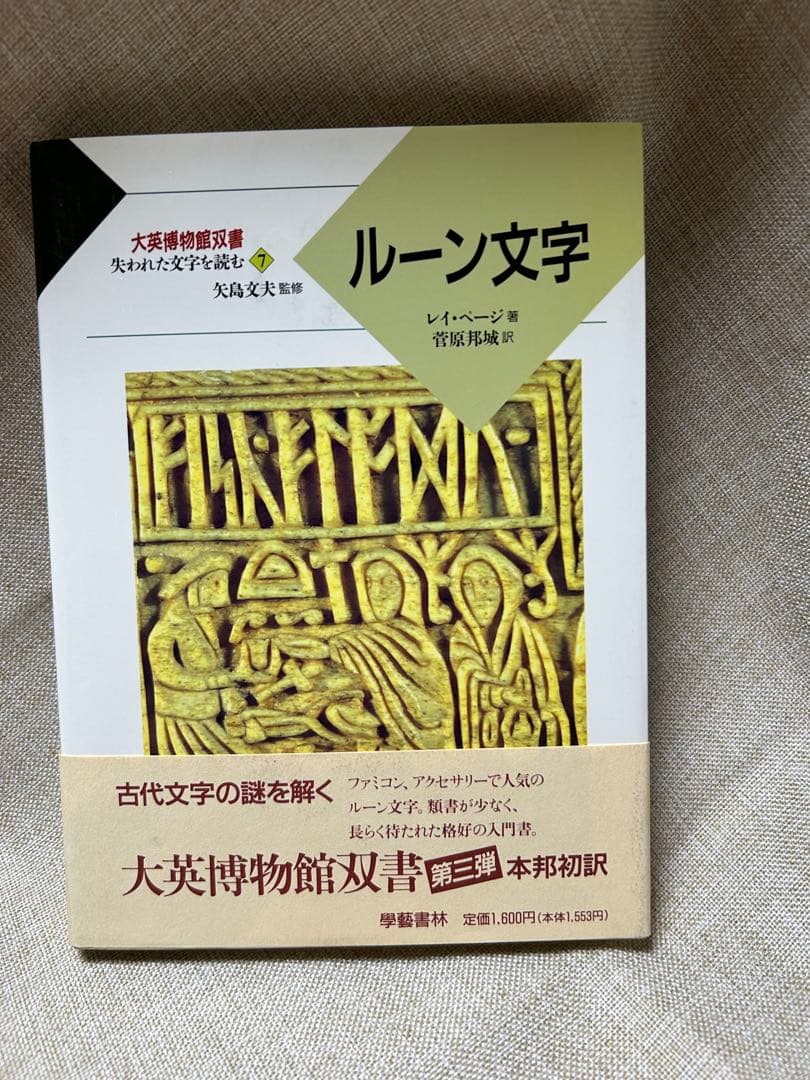 大英博物館双書
失われた文字を読む 7
矢島文夫 監修
ルーン文字
レイ・ページ 著
菅原邦城 訳
古代文字の謎を解く
ファミコン、アクセサリーで人気の
ルーン文字。類書が少なく、
長らく待たれた格好の入門書。
大英博物館双書 第三弾 本邦初訳
學藝書林 定価1,600円(本体1,553円)